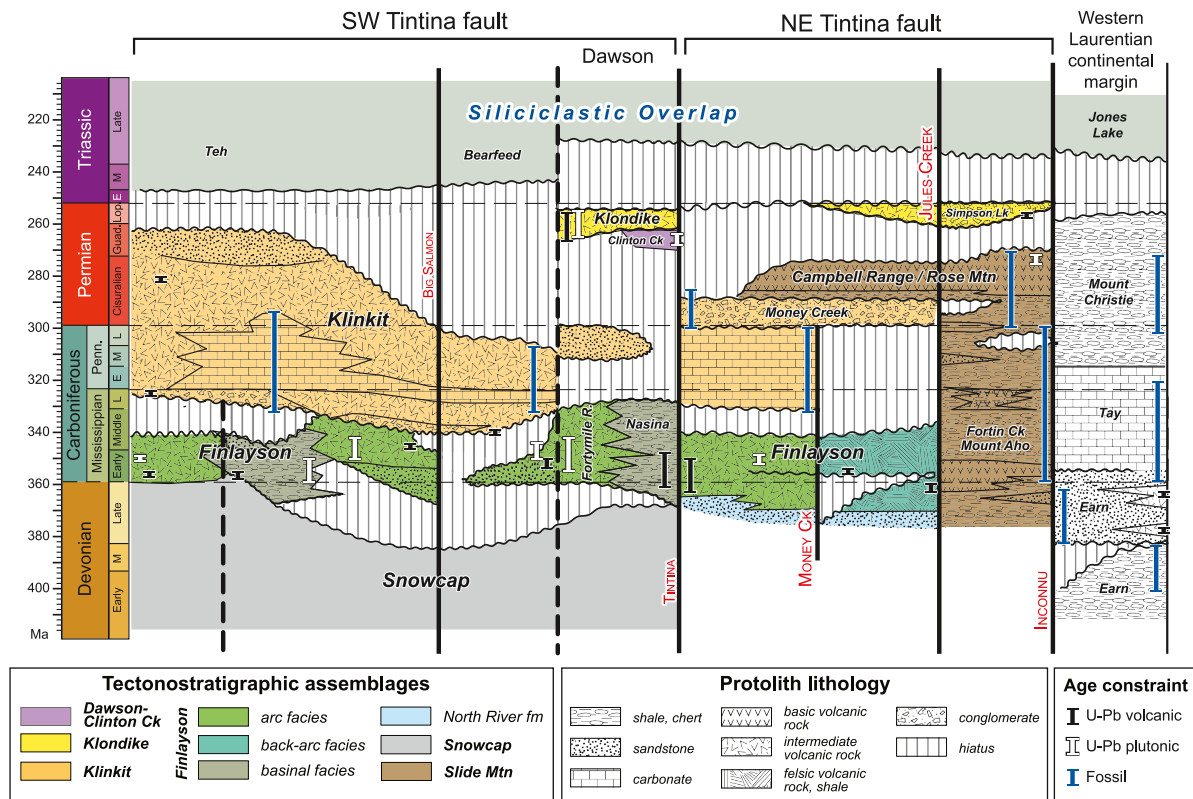 SW Tintina fault
NE Tintina fault
Western
Laurentian
continental
margin
Dawson
Siliciclastic Overlap
Teh
Bearfeed
Jones
Lake
Triassic
Late
M
E
Permian
Lop.
Guad.
Cisuralian
Carboniferous
Penn.
L
M
E
Mississippian
L
Middle
Early
Devonian
Late
M
Early
220
240
260
280
300
320
340
360
380
400
Ma
Klondike
Clinton Ck
Simpson Lk
JULES-CREEK
BIG SALMON
Klinkit
Campbell Range / Rose Mtn
Money Creek
Mount
Christie
Tay
Finlayson
Fortymile R.
Nasina
Finlayson
Fortin Ck
Mount Aho
Earn
Earn
Snowcap
TINTINA
MONEY CK
INCONNU
Tectonostratigraphic assemblages
Dawson-
Clinton Ck
Klondike
Klinkit
Finlayson
arc facies
back-arc facies
basinal facies
North River fm
Snowcap
Slide Mtn
Protolith lithology
shale, chert
sandstone
carbonate
basic volcanic
rock
intermediate
volcanic rock
felsic volcanic
rock, shale
conglomerate
hiatus
Age constraint
U-Pb volcanic
U-Pb plutonic
Fossil